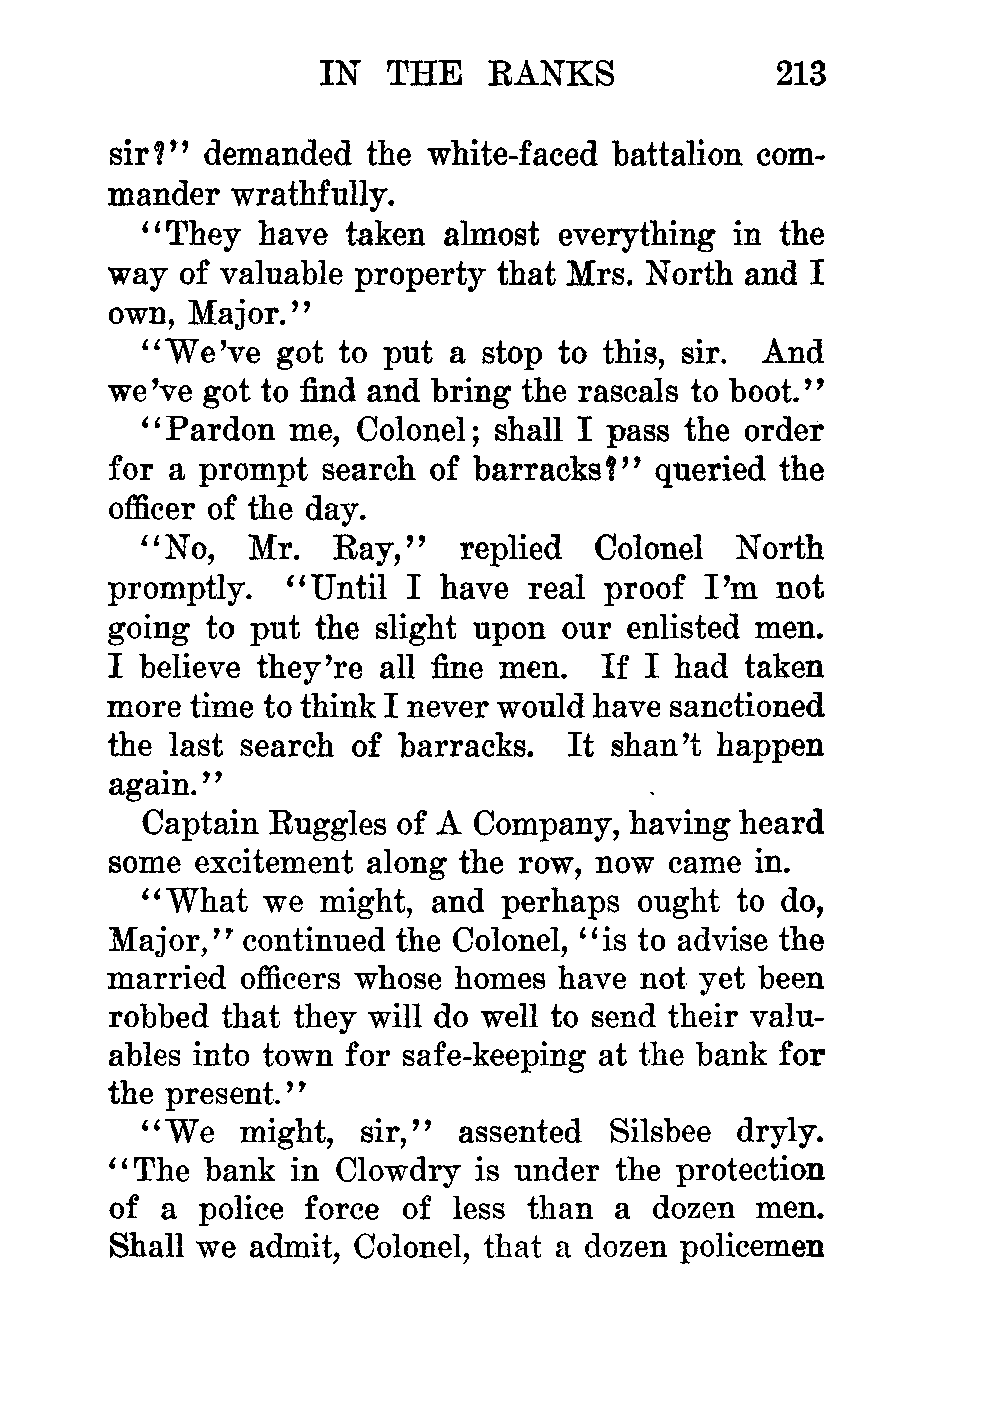 IN THE RANKS 213
sir?" demanded the white-faced battalion com-
mander wrathfully.
"They have taken almost everything in the
way of valuable property that Mrs. North and I
own, Major."
"We've got to put a stop to this, sir. And
we've got to find and bring the rascals to boot."
"Pardon me, Colonel; shall I pass the order
for a prompt search of barracks?" queried the
officer of the day.
"No, Mr. Ray," replied Colonel North
promptly. "Until I have real proof I'm not
going to put the slight upon our enlisted men.
I believe they're all fine men. If I had taken
more time to think I never would have sanctioned
the last search of barracks. It shan't happen
again."
Captain Ruggles of A Company, having heard
some excitement along the row, now came in.
"What we might, and perhaps ought to do,
Major," continued the Colonel, "is to advise the
married officers whose homes have not yet been
robbed that they will do well to send their valu-
ables into town for safe-keeping at the bank for
the present."
"We might, sir," assented Silsbee dryly.
"The bank in Clowdry is under the protection
of a police force of less than a dozen men.
Shall we admit, Colonel, that a dozen policemen